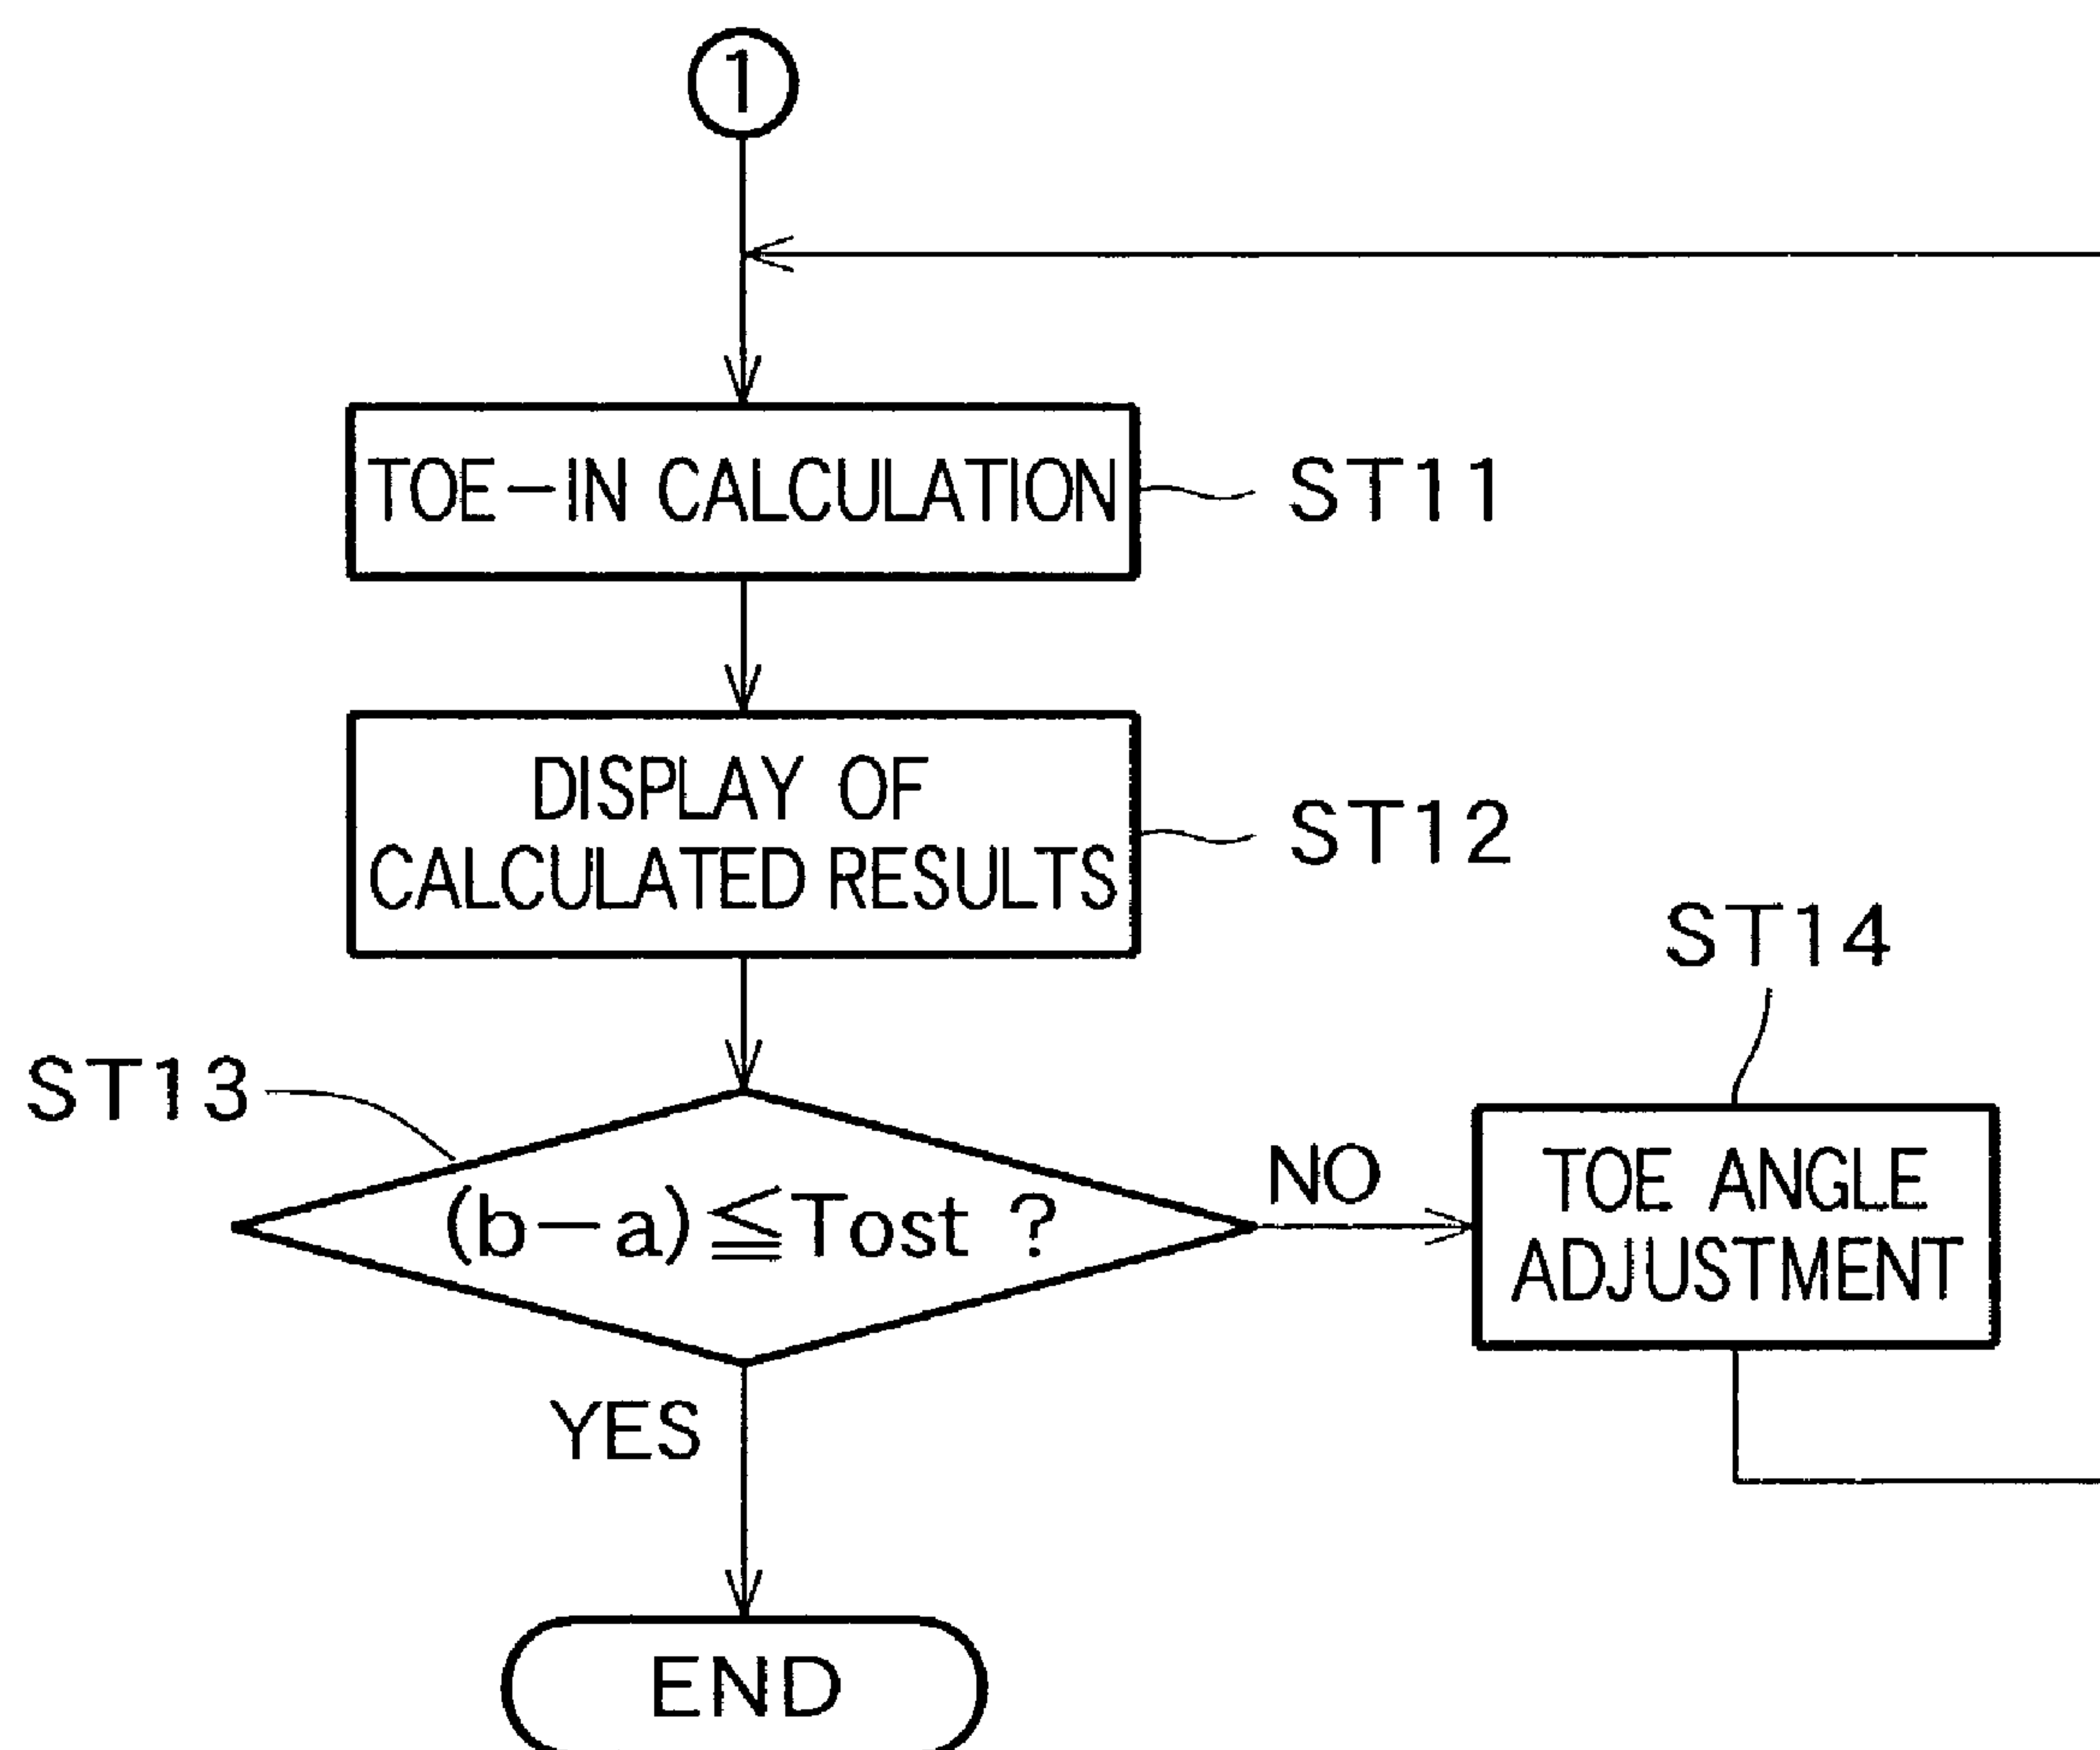 1
TOE-IN CALCULATION
ST11
DISPLAY OF
CALCULATED RESULTS
ST12
ST14
ST13
(b-a)≦Tost ?
NO
TOE ANGLE
ADJUSTMENT
YES
END